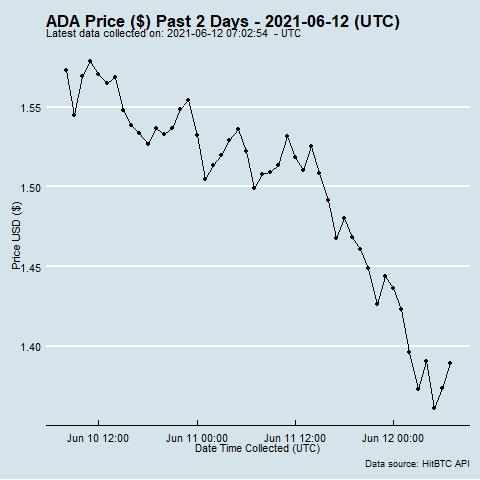 ADA Price ($) Past 2 Days - 2021-06-12 (UTC)
Latest data collected on: 2021-06-12 07:02:54 - UTC
1.55
1.50
1.45
1.40
Price USD ($)
Jun 10 12:00 Jun 11 00:00 Jun 11 12:00 Jun 12 00:00
Date Time Collected (UTC)
Data source: HitBTC API